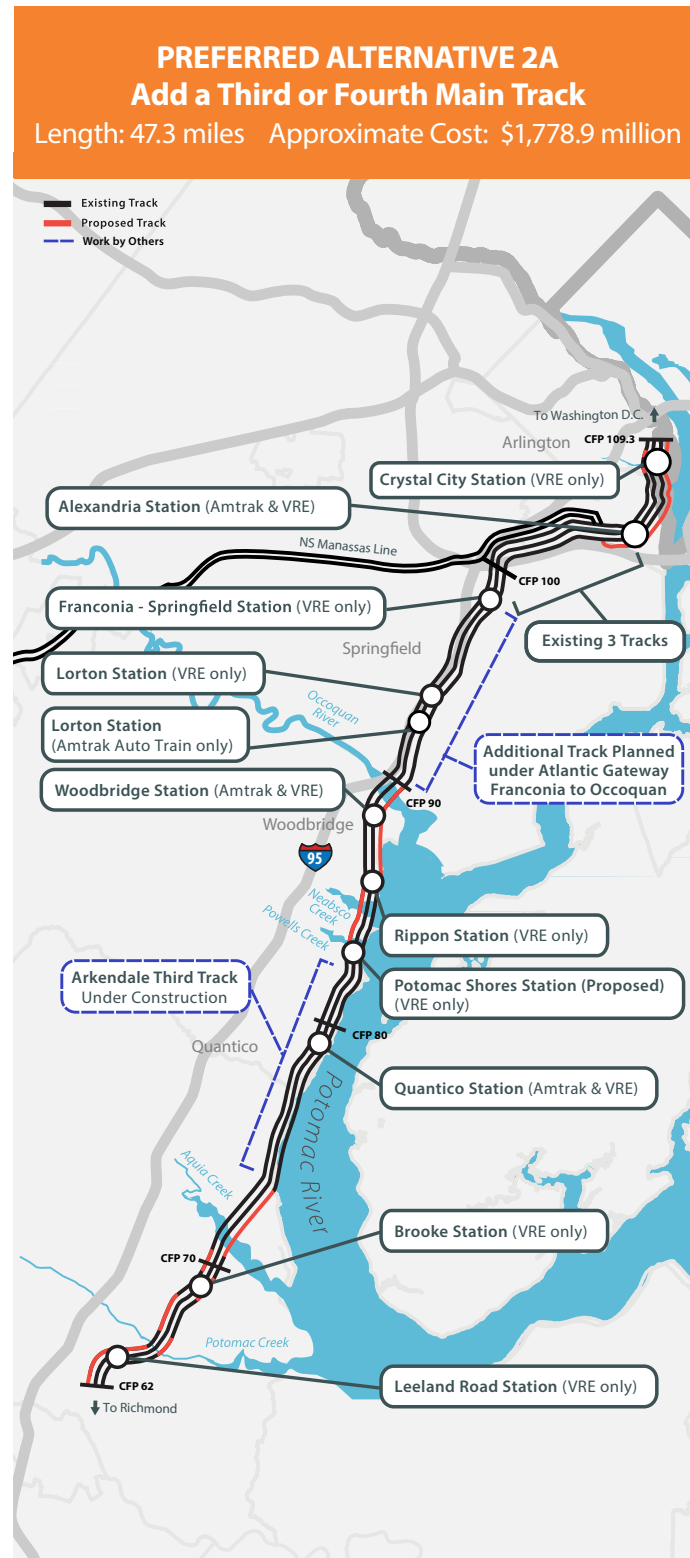 PREFERRED ALTERNATIVE 2A
Add a Third or Fourth Main Track
Length: 47.3 miles Approximate Cost: $1,778.9 million
Existing Track
Proposed Track
Work by Others
To Washington D.C.
Arlington
CFP 109.3
Crystal City Station (VRE only)
Alexandria Station (Amtrak & VRE)
NS Manassas Line
CFP 100
Franconia - Springfield Station (VRE only)
Existing 3 Tracks
Springfield
Lorton Station (VRE only)
Occoquan
River
Lorton Station
(Amtrak Auto Train only)
Additional Track Planned
under Atlantic Gateway
Franconia to Occoquan
Woodbridge Station (Amtrak & VRE)
CFP 90
Woodbridge
95
Neabsco
Creek
Powells Creek
Rippon Station (VRE only)
Potomac Shores Station (Proposed)
(VRE only)
Arkendale Third Track
Under Construction
CFP 80
Quantico
Quantico Station (Amtrak & VRE)
Potomac River
Aquia Creek
Brooke Station (VRE only)
CFP 70
Potomac Creek
Leeland Road Station (VRE only)
CFP 62
To Richmond